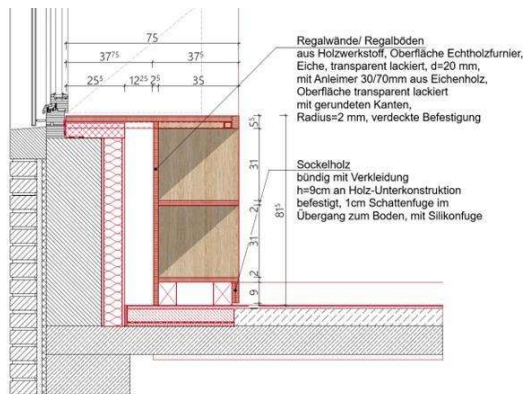 75
37⁷⁵
37⁵
25⁵
12²⁵
2⁵
35
Regalwände/ Regalböden
aus Holzwerkstoff, Oberfläche Echtholzfurnier,
Eiche, transparent lackiert, d=20 mm,
mit Anleimer 30/70mm aus Eichenholz,
Oberfläche transparent lackiert
mit gerundeten Kanten,
Radius=2 mm, verdeckte Befestigung
Sockelholz
bündig mit Verkleidung
h=9cm an Holz-Unterkonstruktion
befestigt, 1cm Schattenfuge im
Übergang zum Boden, mit Silikonfuge
5⁵
31
2
31
2
9
1
81⁵